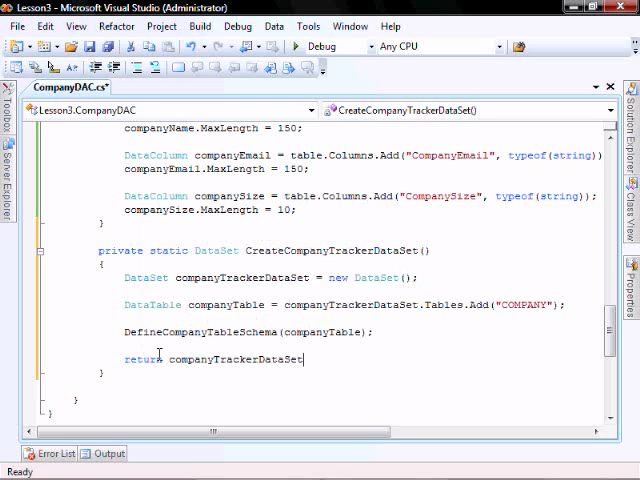 Lesson3 - Microsoft Visual Studio (Administrator)
File Edit View CompanyDAC Project Build Debug Data Tools Window Help
Debug Any CPU
CompanyDAC.cs*
Lesson3.CompanyDAC CreateCompanyTrackerDataSet()
companyName.MaxLength = 150;
DataColumn companyEmail = table.Columns.Add("CompanyEmail", typeof(string))
companyEmail.MaxLength = 150;
DataColumn companySize = table.Columns.Add("CompanySize", typeof(string));
companySize.MaxLength = 10;
}
private static DataSet CreateCompanyTrackerDataSet()
{
DataSet companyTrackerDataSet = new DataSet();
DataTable companyTable = companyTrackerDataSet.Tables.Add("COMPANY");
DefineCompanyTableSchema(companyTable);
return companyTrackerDataSet
}
}
}
Toolbox
Server Explorer
Solution Explorer
Class View
Properties
Error List Output
Ready